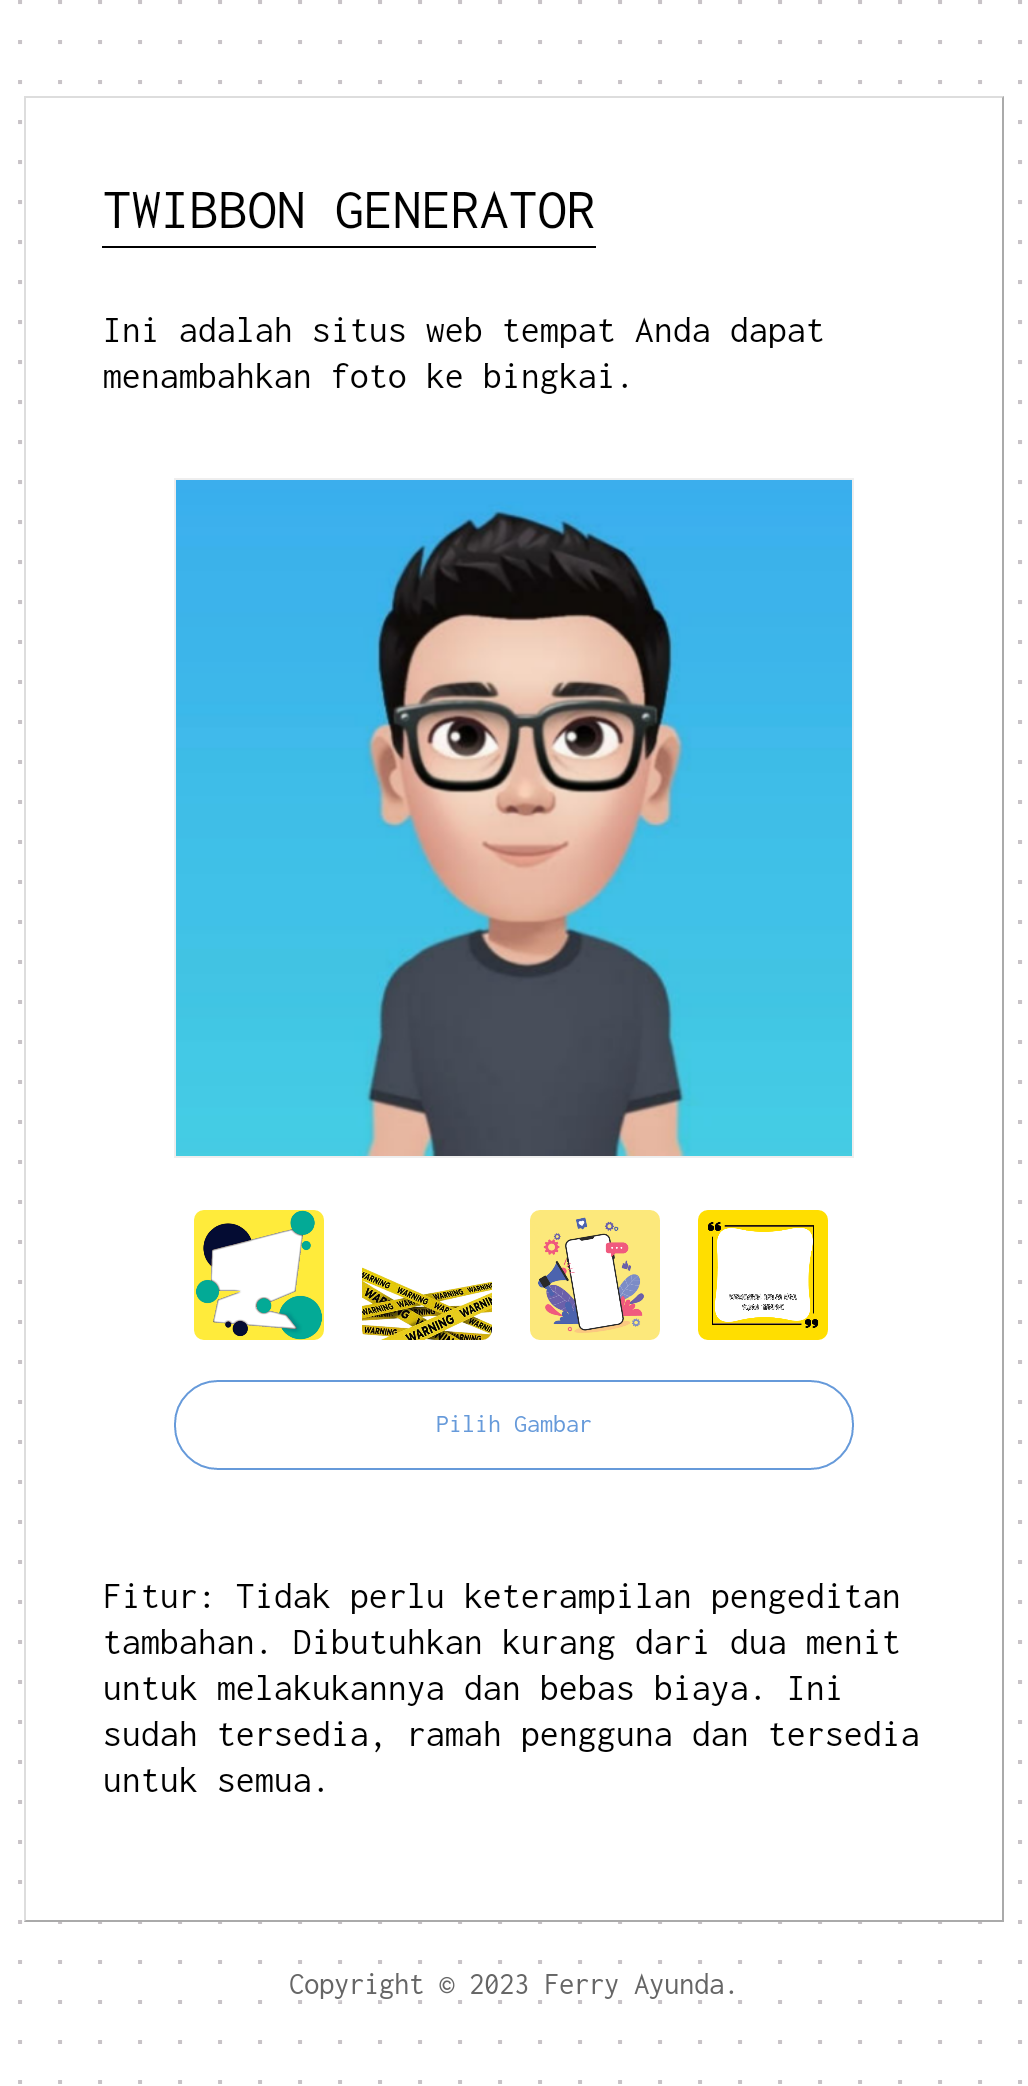 TWIBBON GENERATOR
Ini adalah situs web tempat Anda dapat
menambahkan foto ke bingkai.
WARNING WARNING WARNING WARNING
WARNING WARNING
WARNING
Pilih Gambar
Fitur: Tidak perlu keterampilan pengeditan
tambahan. Dibutuhkan kurang dari dua menit
untuk melakukannya dan bebas biaya. Ini
sudah tersedia, ramah pengguna dan tersedia
untuk semua.
Copyright © 2023 Ferry Ayunda.